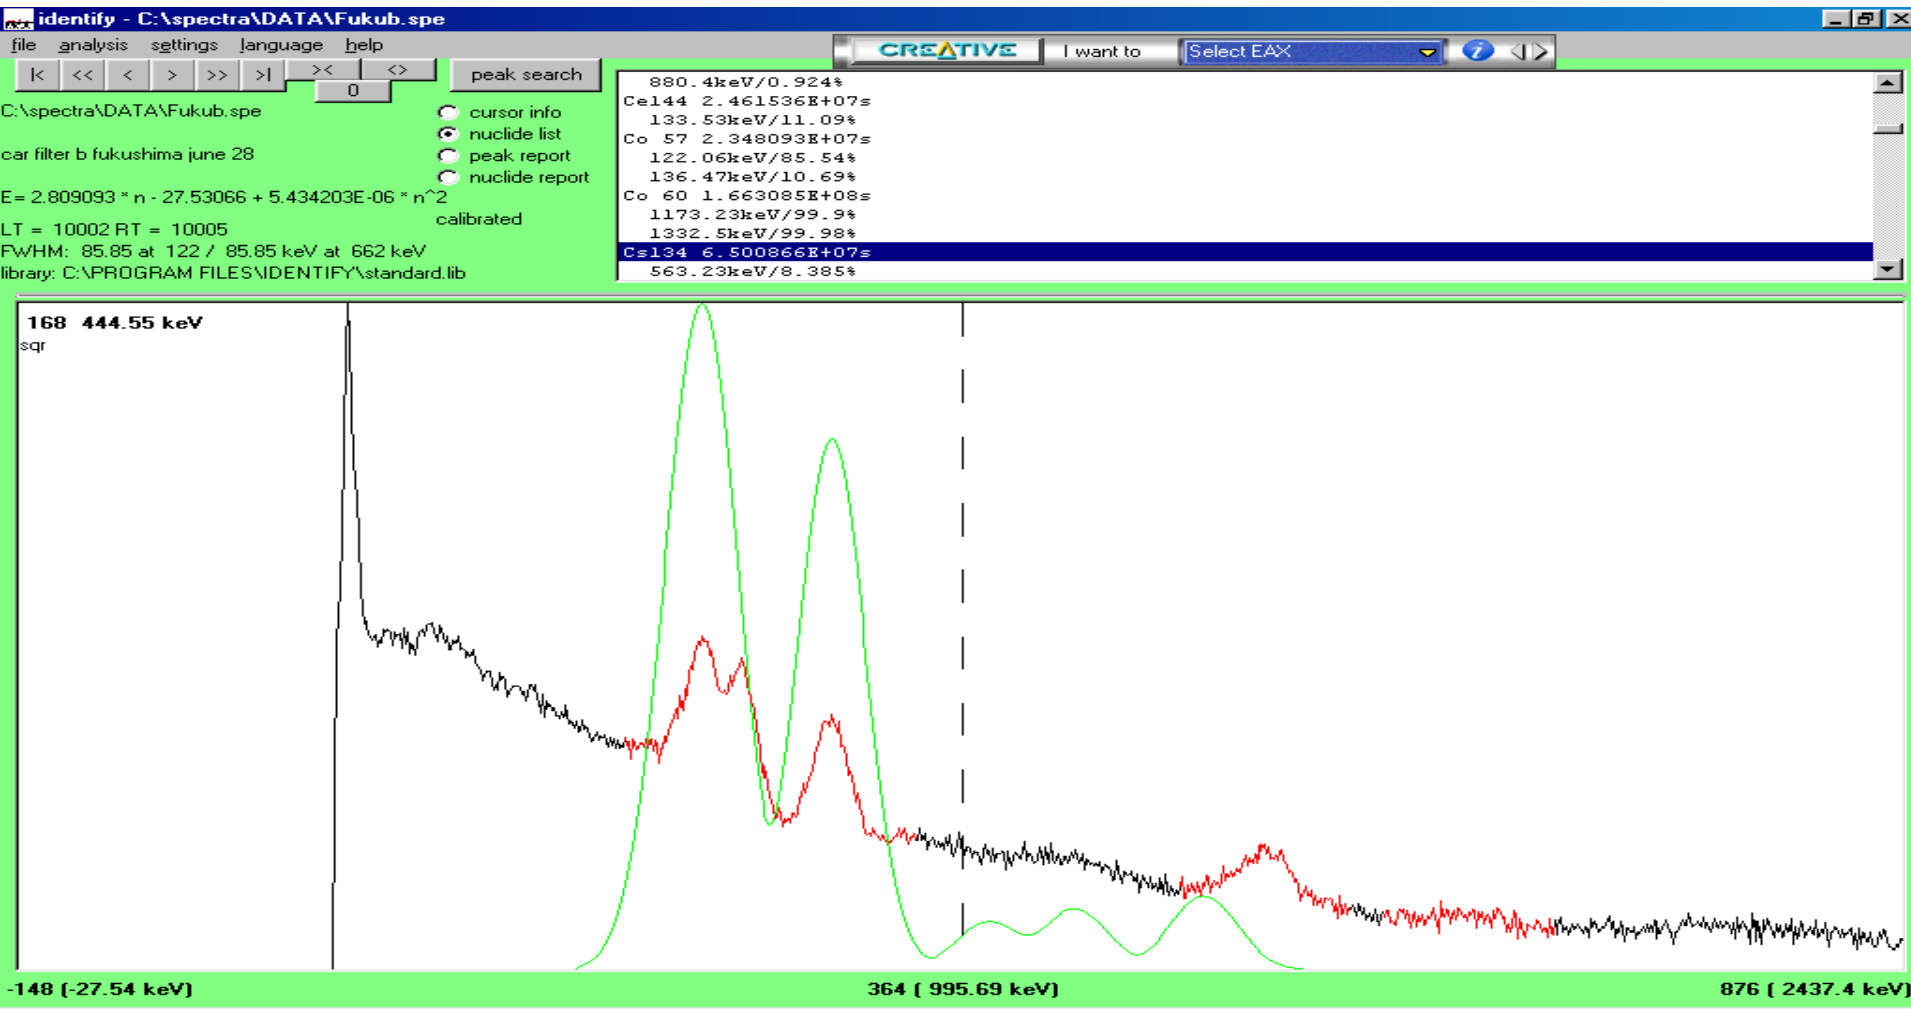 identify - C:\spectra\DATA\Fukub.spe
file analysis settings language help
CREATIVE I want to Select EAX
|< << < > >> >| >< <> peak search
0
C:\spectra\DATA\Fukub.spe
cursor info
nuclide list
car filter b fukushima june 28
peak report
nuclide report
E= 2.809093 * n - 27.53066 + 5.434203E-06 * n^2
calibrated
LT = 10002 RT = 10005
FWHM: 85.85 at 122 / 85.85 keV at 662 keV
library: C:\PROGRAM FILES\IDENTIFY\standard.lib
880.4keV/0.924%
Ce144 2.461536E+07s
133.53keV/11.09%
Co 57 2.348093E+07s
122.06keV/85.54%
136.47keV/10.69%
Co 60 1.663085E+08s
1173.23keV/99.9%
1332.5keV/99.98%
Cs134 6.500866E+07s
563.23keV/8.385%
168 444.55 keV
sqr
-148 (-27.54 keV)
364 ( 995.69 keV)
876 ( 2437.4 keV)